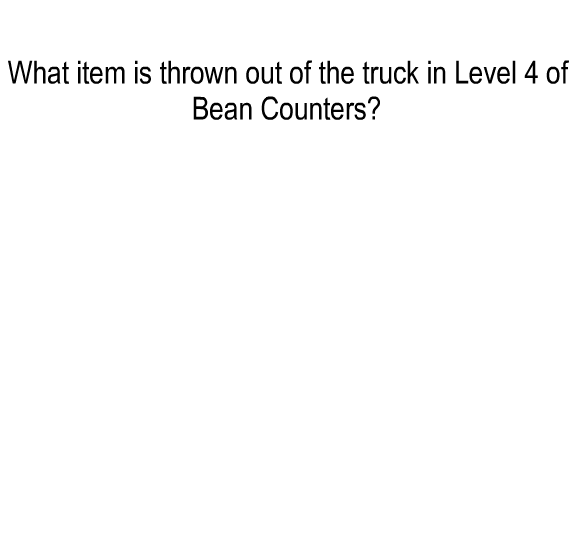 What item is thrown out of the truck in Level 4 of
Bean Counters?